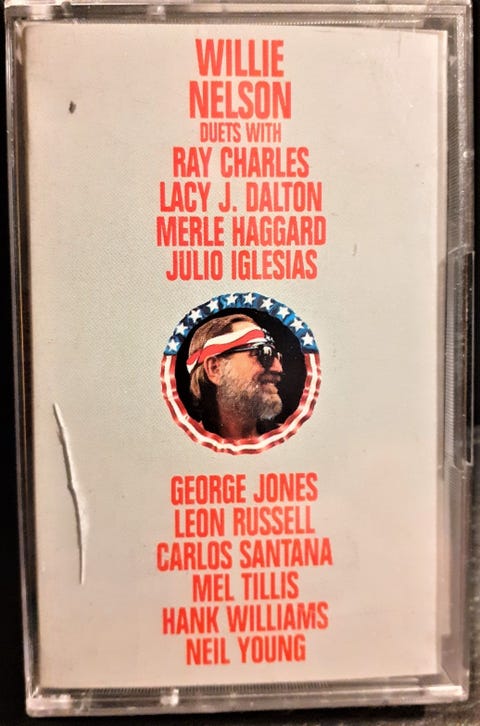 WILLIE
NELSON
DUETS WITH
RAY CHARLES
LACY J. DALTON
MERLE HAGGARD
JULIO IGLESIAS
GEORGE JONES
LEON RUSSELL
CARLOS SANTANA
MEL TILLIS
HANK WILLIAMS
NEIL YOUNG